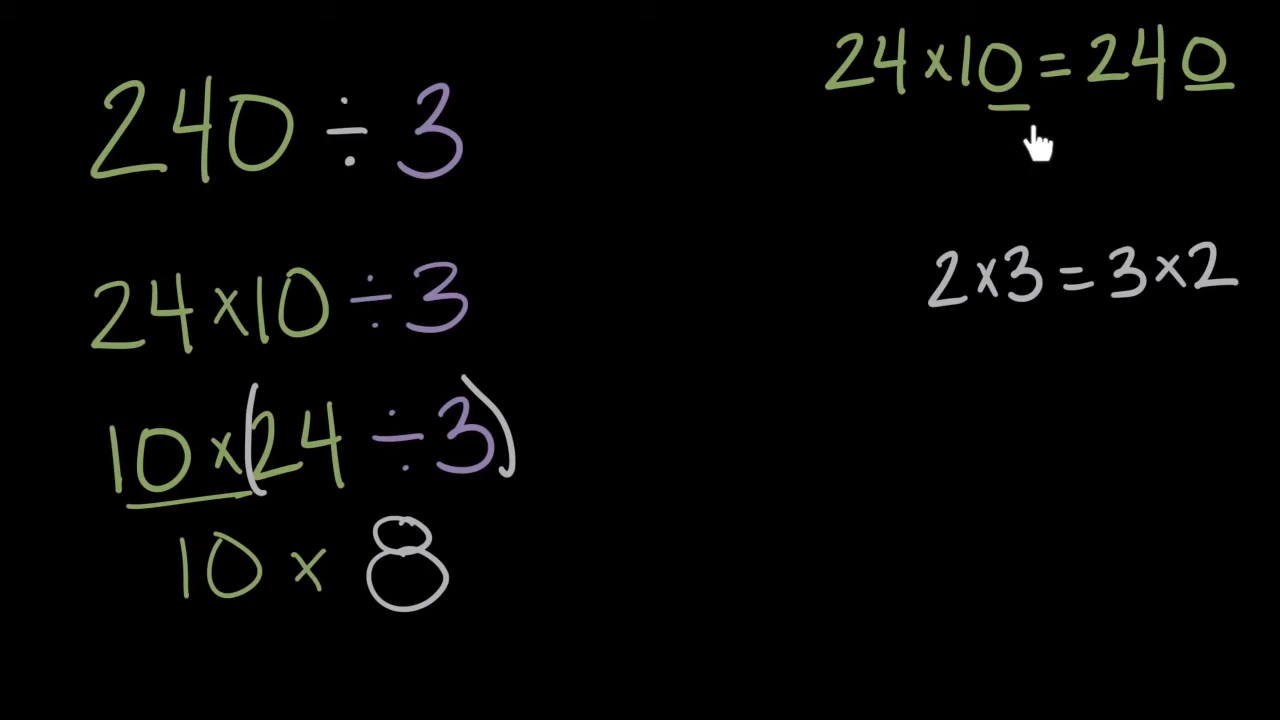 240 ÷ 3
24 × 10 = 240
24 × 10 ÷ 3
2 × 3 = 3 × 2
10 × (24 ÷ 3)
10 × 8